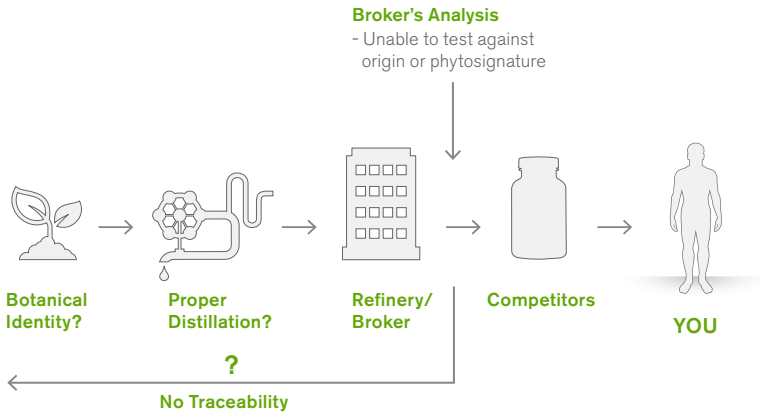 Broker's Analysis
- Unable to test against
origin or phytosignature
Botanical
Identity?
Proper
Distillation?
Refinery/
Broker
Competitors
YOU
?
No Traceability